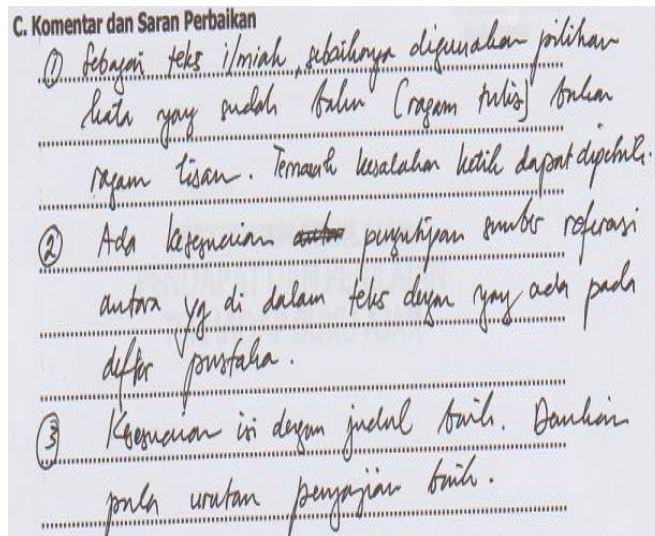 C. Komentar dan Saran Perbaikan
① Sebagai teks ilmiah, sebaiknya digunakan pilihan
kata yang sudah baku (ragam tulis) bukan
ragam lisan. Termasuk kesalahan ketik dapat
② Ada kesesuaian pengutipan sumber referensi
antara yg di dalam teks dengan yang ada pada
daftar pustaka.
③ Kesesuaian isi dengan judul baik. Demikian
pula urutan penyajian baik.